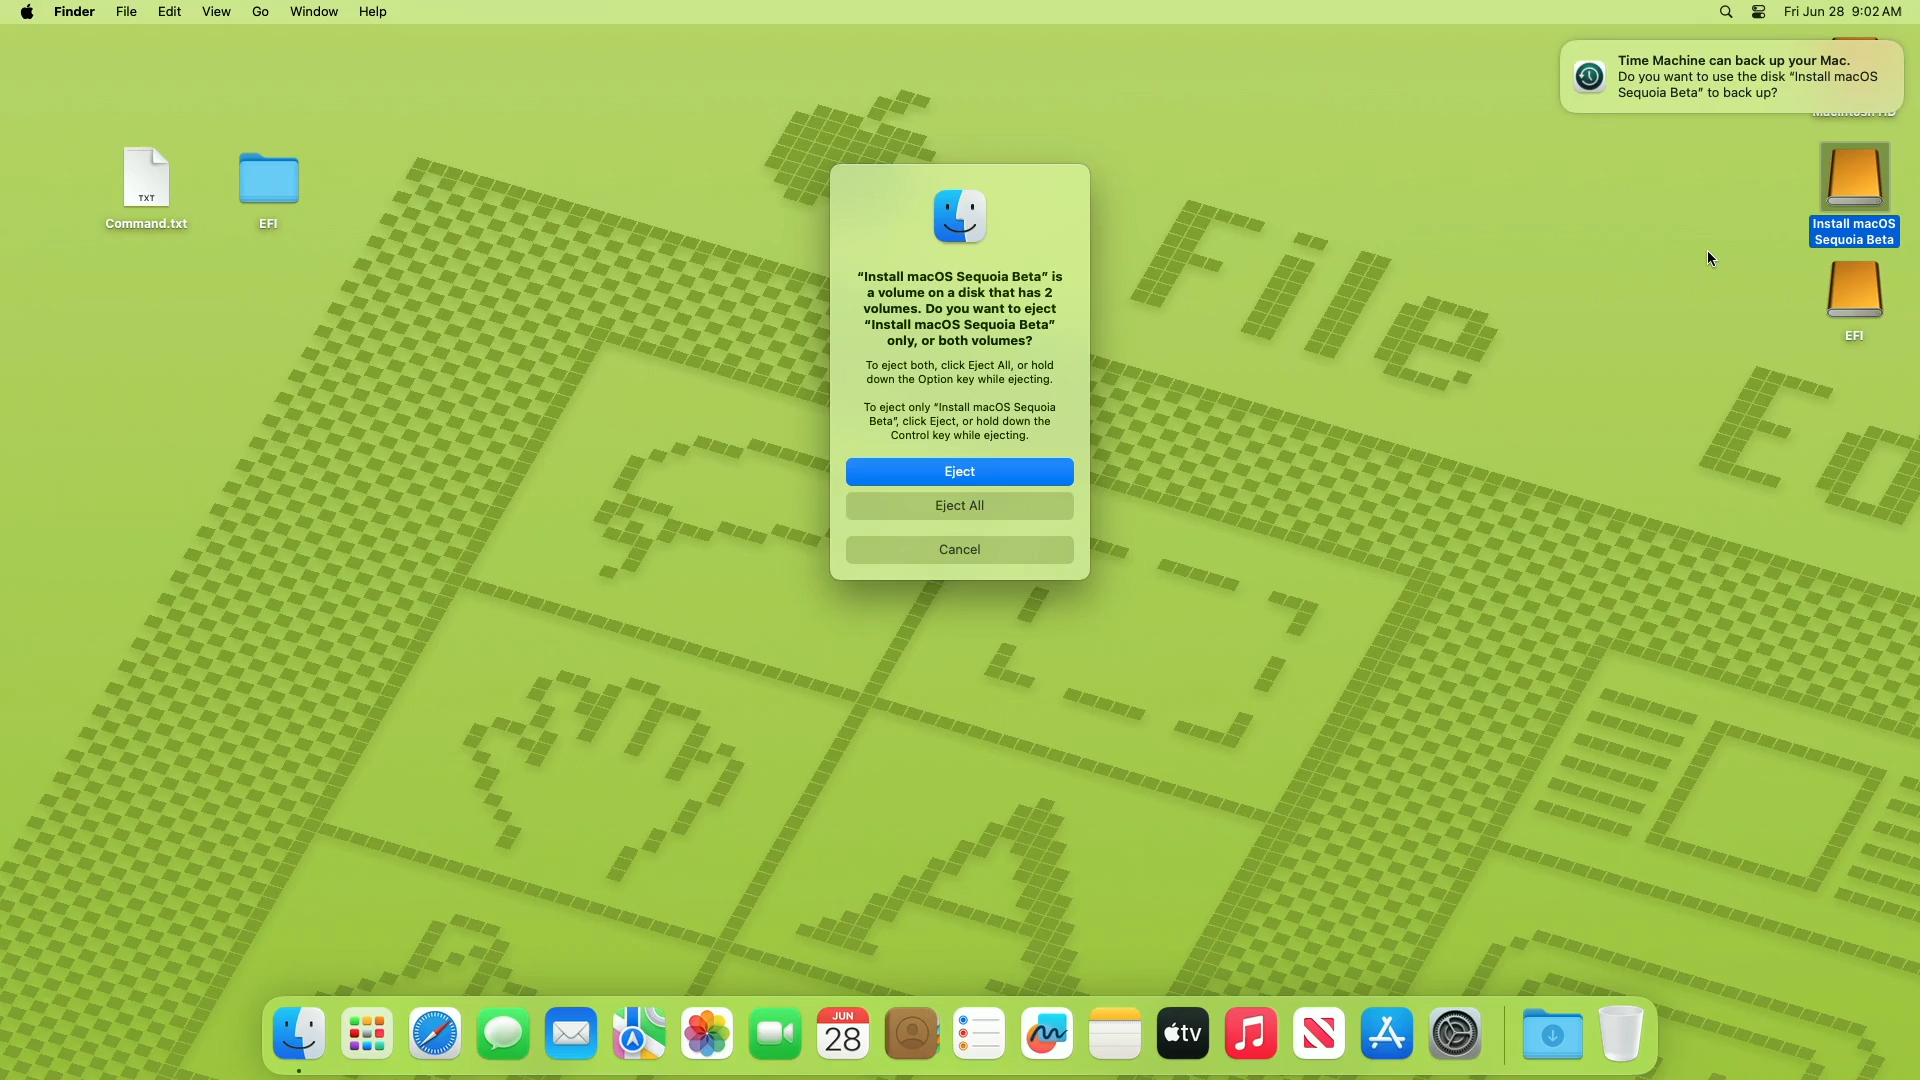 Finder File Edit View Go Window Help
Fri Jun 28 9:02 AM
Time Machine can back up your Mac.
Do you want to use the disk “Install macOS
Sequoia Beta” to back up?
Macintosh HD
TXT
Command.txt
EFI
Install macOS
Sequoia Beta
EFI
File
“Install macOS Sequoia Beta” is
a volume on a disk that has 2
volumes. Do you want to eject
“Install macOS Sequoia Beta”
only, or both volumes?
To eject both, click Eject All, or hold
down the Option key while ejecting.
To eject only “Install macOS Sequoia
Beta”, click Eject, or hold down the
Control key while ejecting.
Eject
Eject All
Cancel
Ed
A
JUN
28
tv